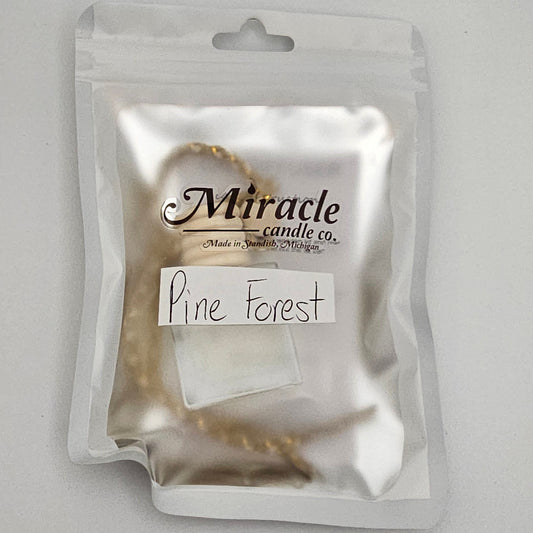 Miracle
candle co.
Made in Standish, Michigan
Pine Forest